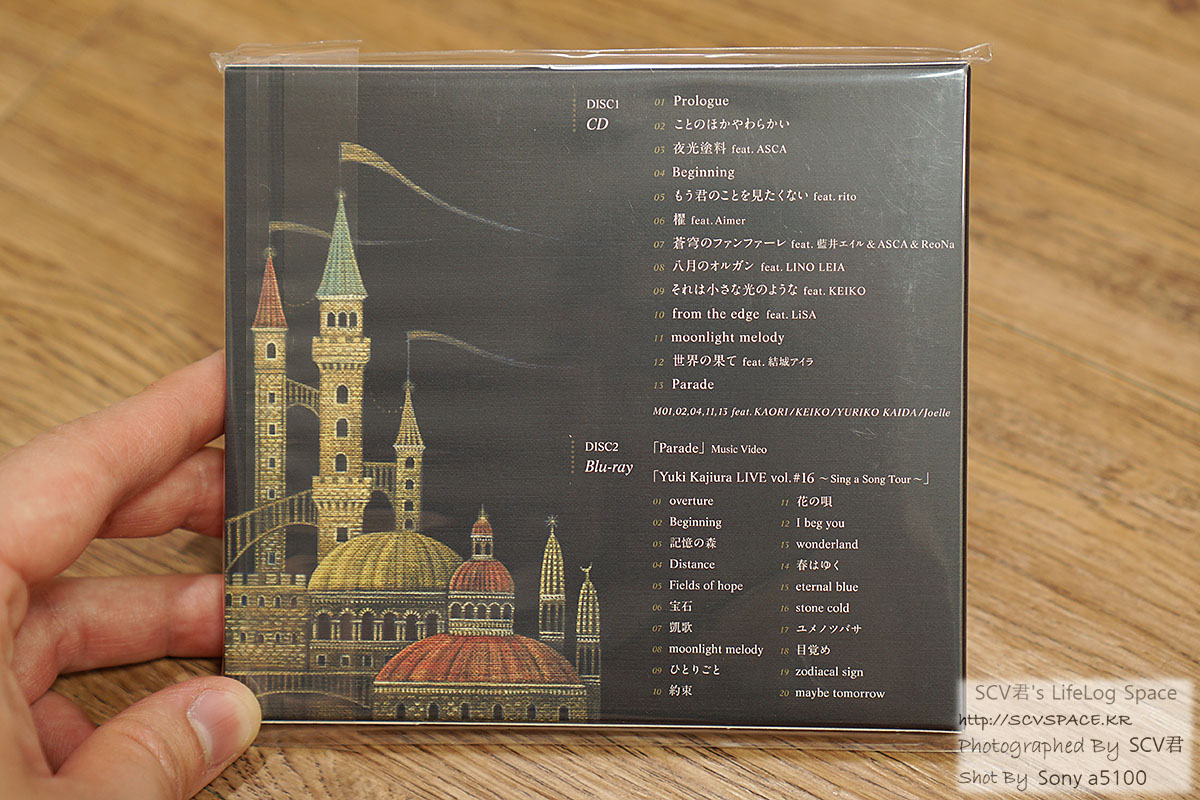 DISC1
CD
01 Prologue
02 ことのほかやわらかい
03 夜光塗料 feat. ASCA
04 Beginning
05 もう君のことを見たくない feat. rito
06 櫂 feat. Aimer
07 蒼穹のファンファーレ feat. 藍井エイル & ASCA & ReoNa
08 八月のオルガン feat. LINO LEIA
09 それは小さな光のような feat. KEIKO
10 from the edge feat. LiSA
11 moonlight melody
12 世界の果て feat. 結城アイラ
13 Parade
M01,02,04,11,13 feat. KAORI/KEIKO/YURIKO KAIDA/Joelle
DISC2
Blu-ray
「Parade」 Music Video
「Yuki Kajiura LIVE vol.#16 ～Sing a Song Tour～」
01 overture
02 Beginning
03 記憶の森
04 Distance
05 Fields of hope
06 宝石
07 凱歌
08 moonlight melody
09 ひとりごと
10 約束
11 花の唄
12 I beg you
13 wonderland
14 春はゆく
15 eternal blue
16 stone cold
17 ユメノツバサ
18 目覚め
19 zodiacal sign
20 maybe tomorrow
SCV君's LifeLog Space
http://SCVSPACE.KR
Photographed By SCV君
Shot By Sony a5100